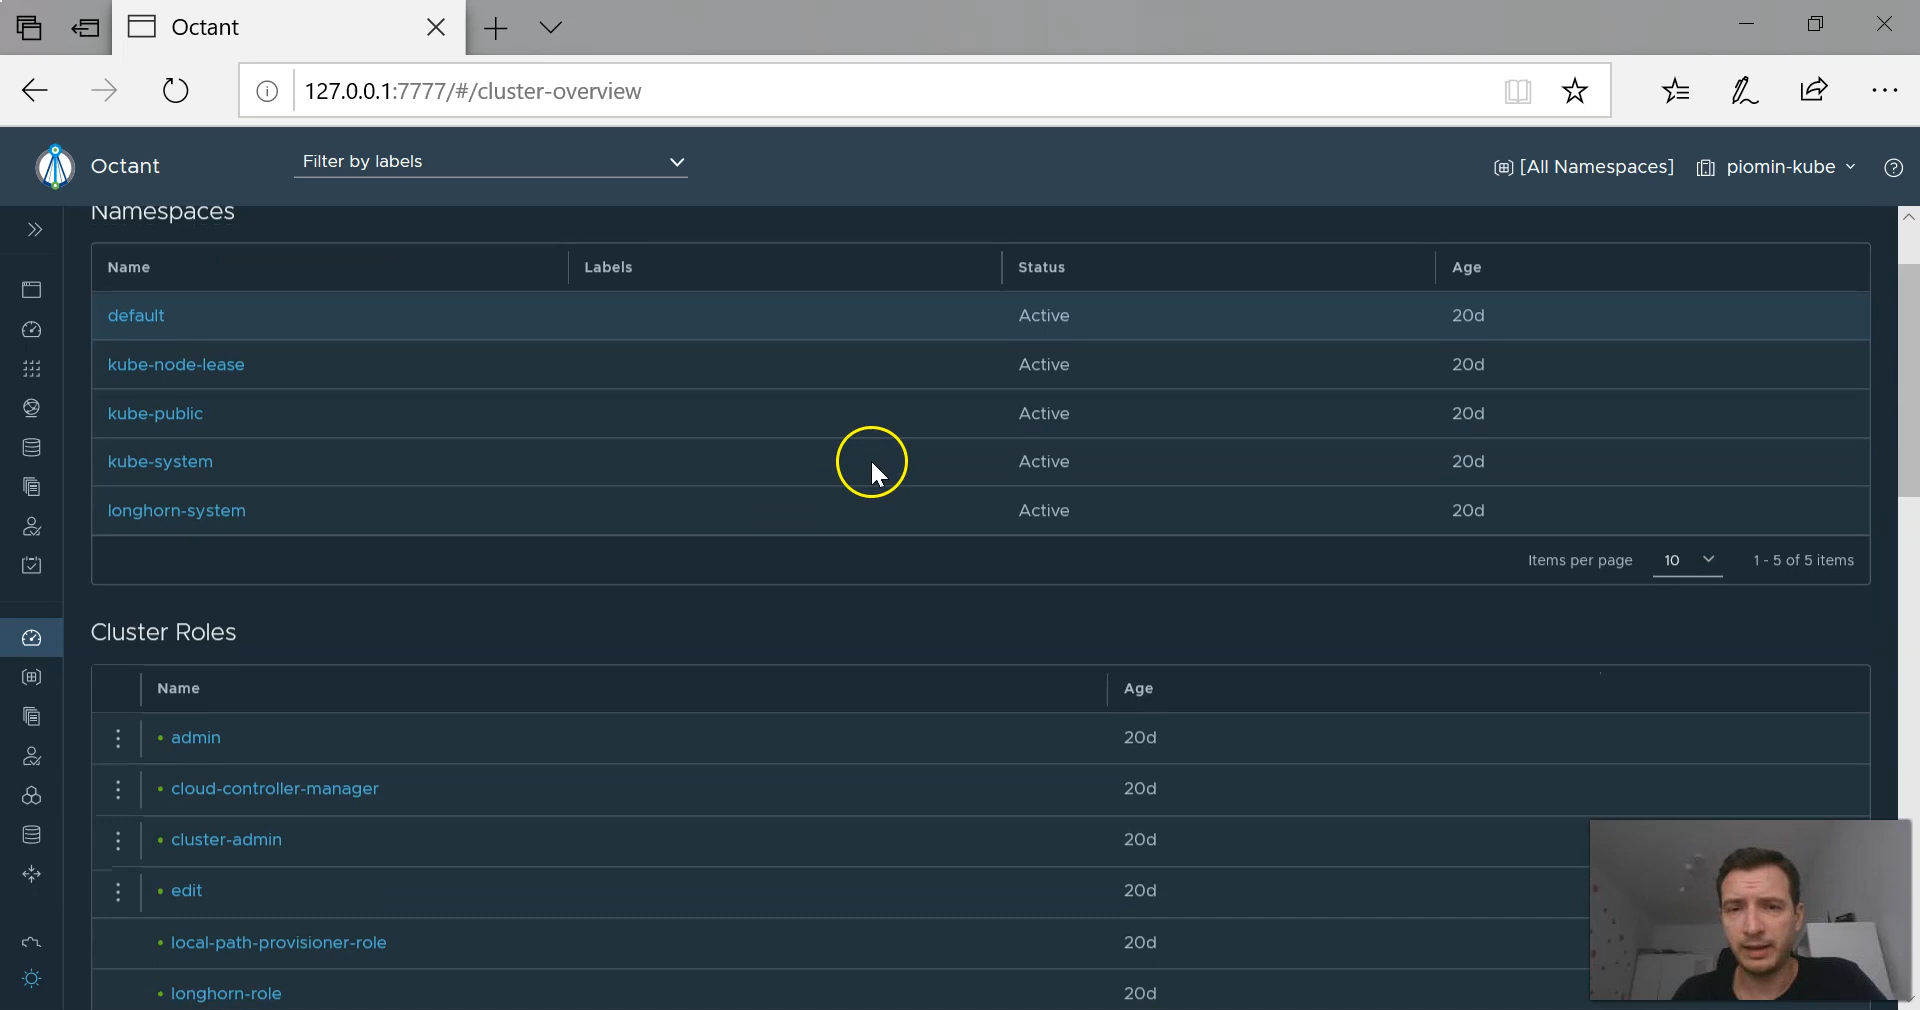 Octant
127.0.0.1:7777/#/cluster-overview
Octant
Filter by labels
[All Namespaces]
piomin-kube
Namespaces
Name Labels Status Age
default Active 20d
kube-node-lease Active 20d
kube-public Active 20d
kube-system Active 20d
longhorn-system Active 20d
Items per page 10 1 - 5 of 5 items
Cluster Roles
Name Age
admin 20d
cloud-controller-manager 20d
cluster-admin 20d
edit 20d
local-path-provisioner-role 20d
longhorn-role 20d